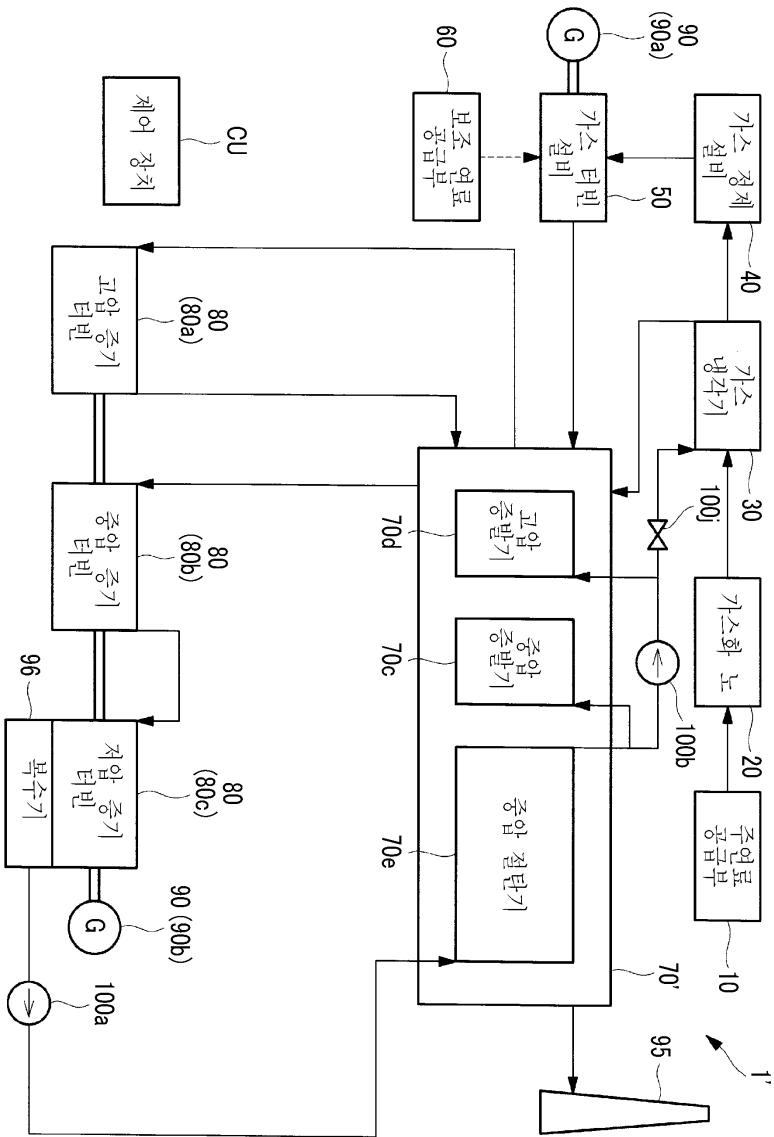 1'
40
30
20
10
가스 정제
설비
가스
냉각기
가스화 노
주연료
공급부
95
90
(90a)
50
100j
100b
70'
G
가스 터빈
설비
60
보조 연료
공급부
고압
증발기
중압
증발기
중압 절탄기
70d
70c
70e
CU
제어 장치
80
(80a)
80
(80b)
80
(80c)
90 (90b)
고압 증기
터빈
중압 증기
터빈
저압 증기
터빈
G
100a
96
복수기